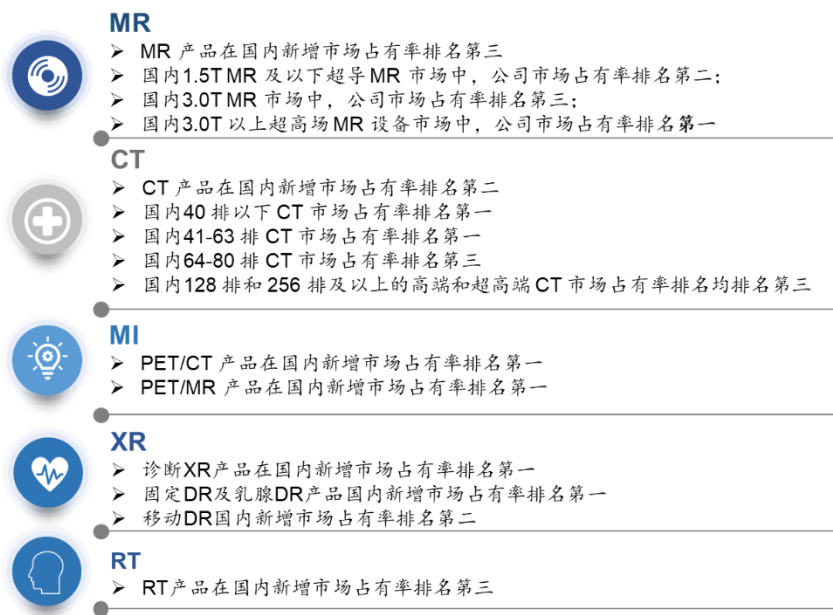 MR
➢ MR 产品在国内新增市场占有率排名第三
➢ 国内1.5T MR 及以下超导MR 市场中，公司市场占有率排名第二；
➢ 国内3.0T MR 市场中，公司市场占有率排名第三；
➢ 国内3.0T 以上超高场MR 设备市场中，公司市场占有率排名第一
CT
➢ CT 产品在国内新增市场占有率排名第二
➢ 国内40 排以下 CT 市场占有率排名第一
➢ 国内41-63 排 CT 市场占有率排名第一
➢ 国内64-80 排 CT 市场占有率排名第三
➢ 国内128 排和 256 排及以上的高端和超高端 CT 市场占有率排名均排名第三
MI
➢ PET/CT 产品在国内新增市场占有率排名第一
➢ PET/MR 产品在国内新增市场占有率排名第一
XR
➢ 诊断XR产品在国内新增市场占有率排名第一
➢ 固定DR及乳腺DR产品国内新增市场占有率排名第一
➢ 移动DR国内新增市场占有率排名第二
RT
➢ RT产品在国内新增市场占有率排名第三